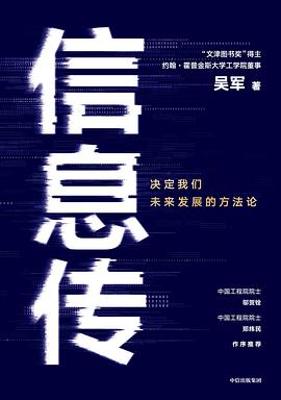 “文津图书奖”得主
约翰·霍普金斯大学工学院董事
吴军 著
信息传
决定我们
未来发展的方法论
中国工程院院士
邬贺铨
中国工程院院士
郑纬民
作序推荐
中信出版集团